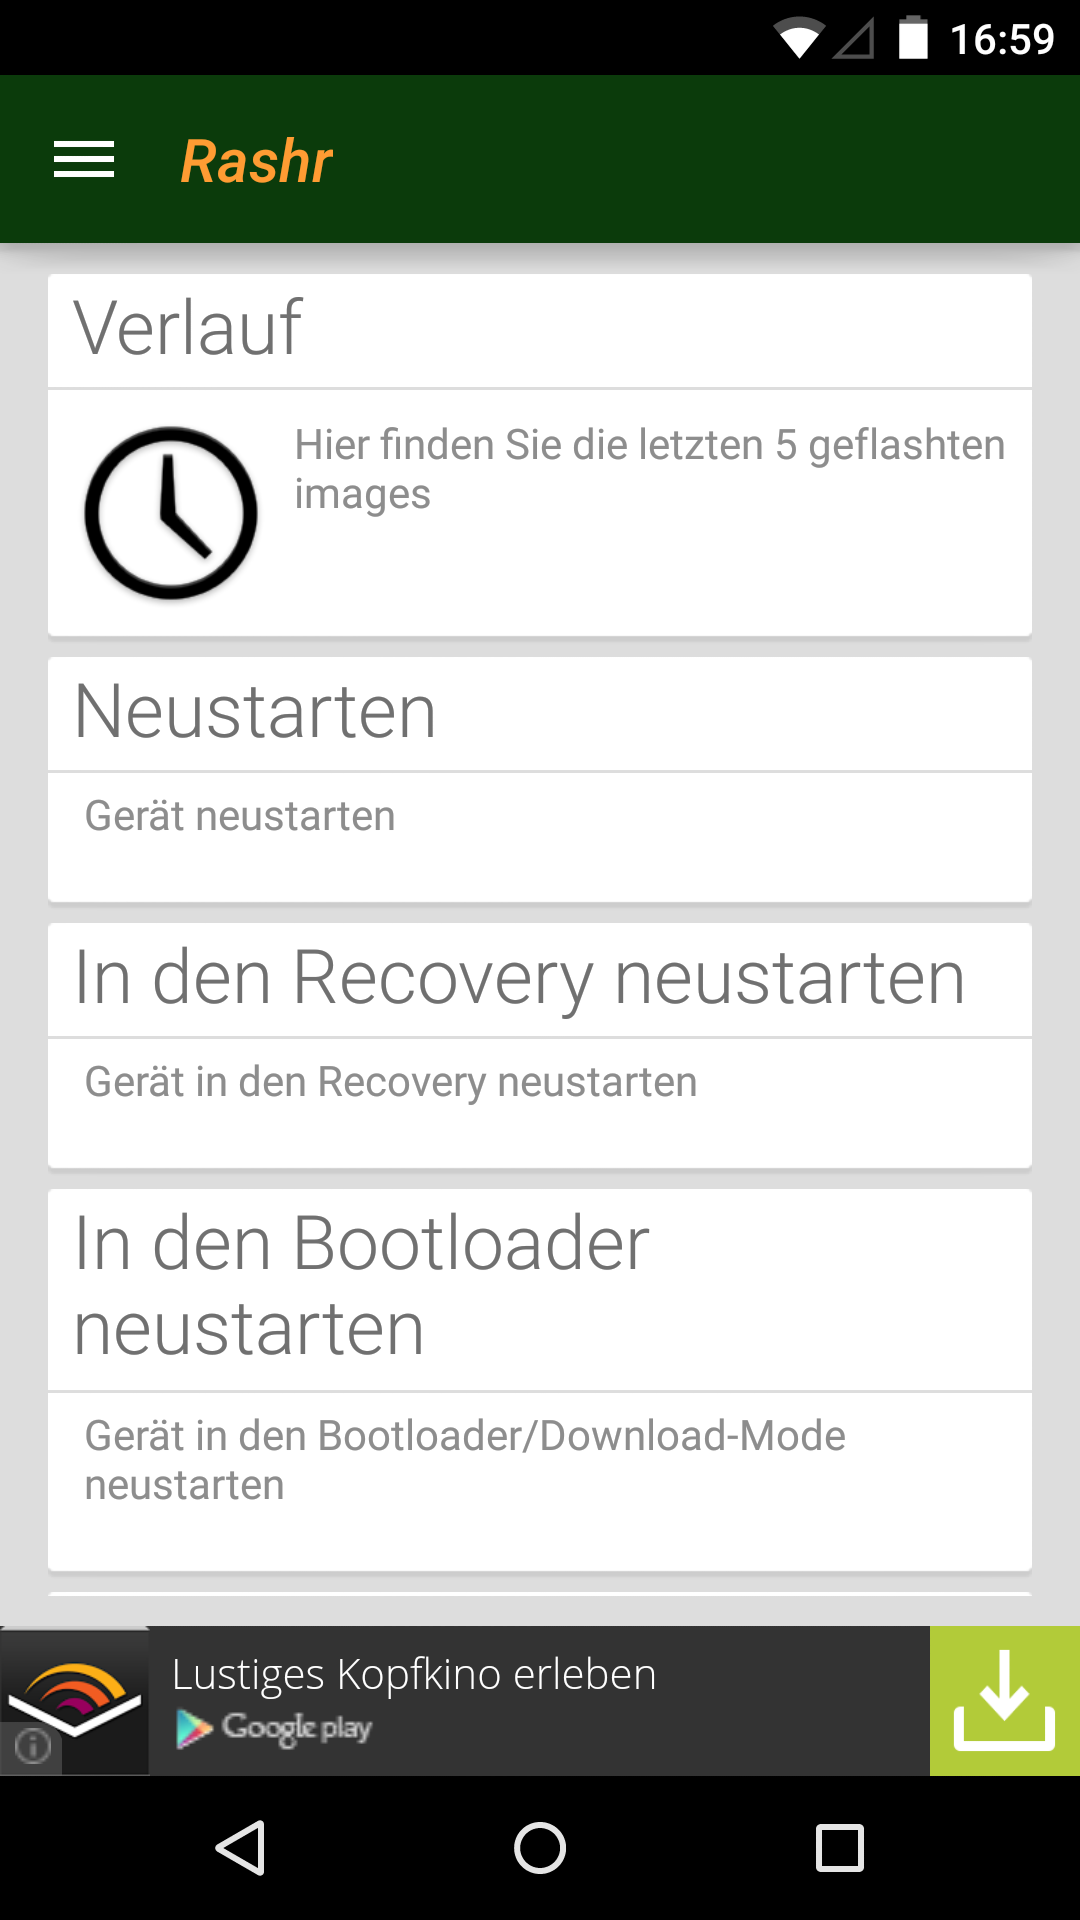 16:59
Rashr
Verlauf
Hier finden Sie die letzten 5 geflashten
images
Neustarten
Gerät neustarten
In den Recovery neustarten
Gerät in den Recovery neustarten
In den Bootloader
neustarten
Gerät in den Bootloader/Download-Mode
neustarten
Lustiges Kopfkino erleben
Google play